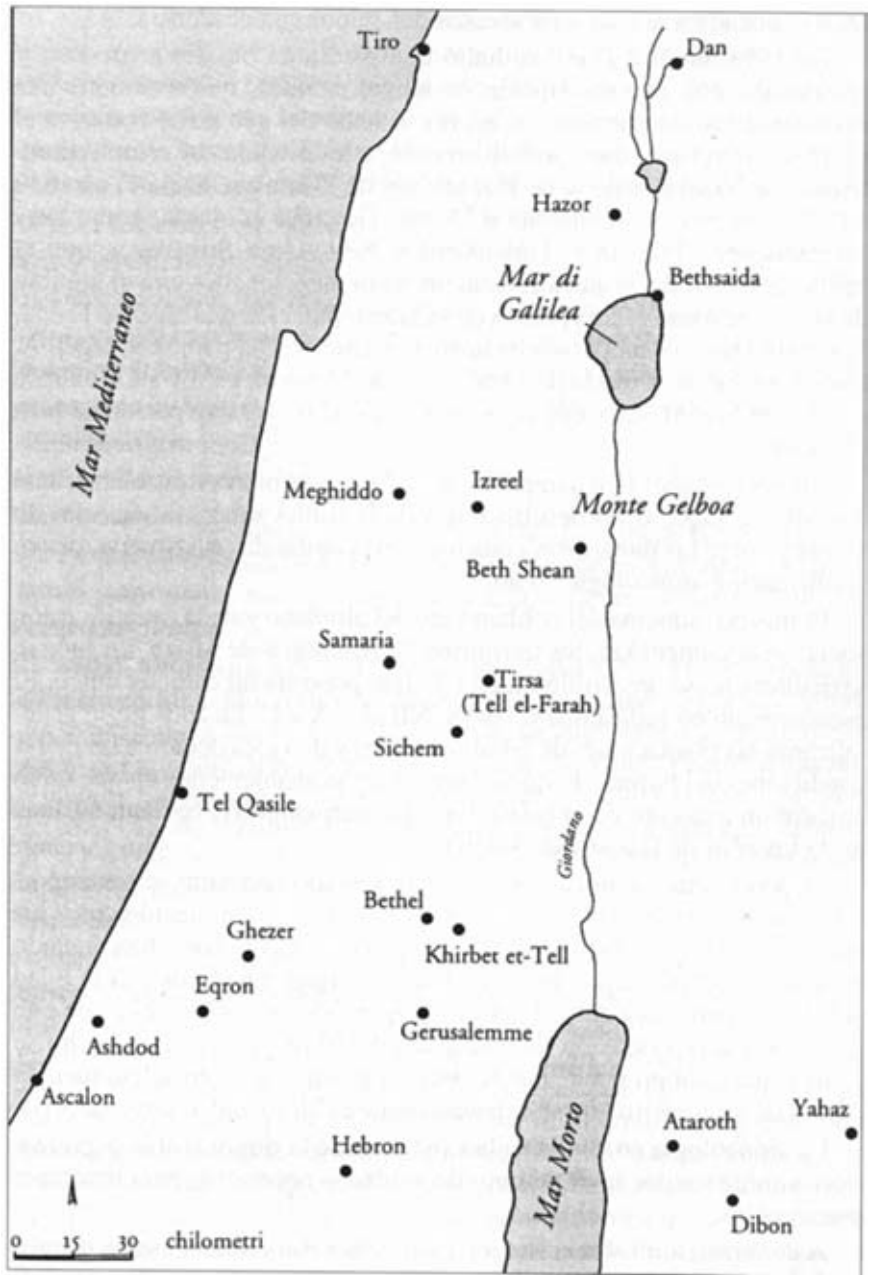 Tiro
Dan
Hazor
Mar di
Galilea
Bethsaida
Mar Mediterraneo
Meghiddo
Izreel
Monte Gelboa
Beth Shean
Samaria
Tirsa
(Tell el-Farah)
Sichem
Tel Qasile
Giordano
Bethel
Khirbet et-Tell
Ghezer
Eqron
Gerusalemme
Ashdod
Ascalon
Hebron
Mar Morto
Ataroth
Yahaz
Dibon
0 15 30 chilometri